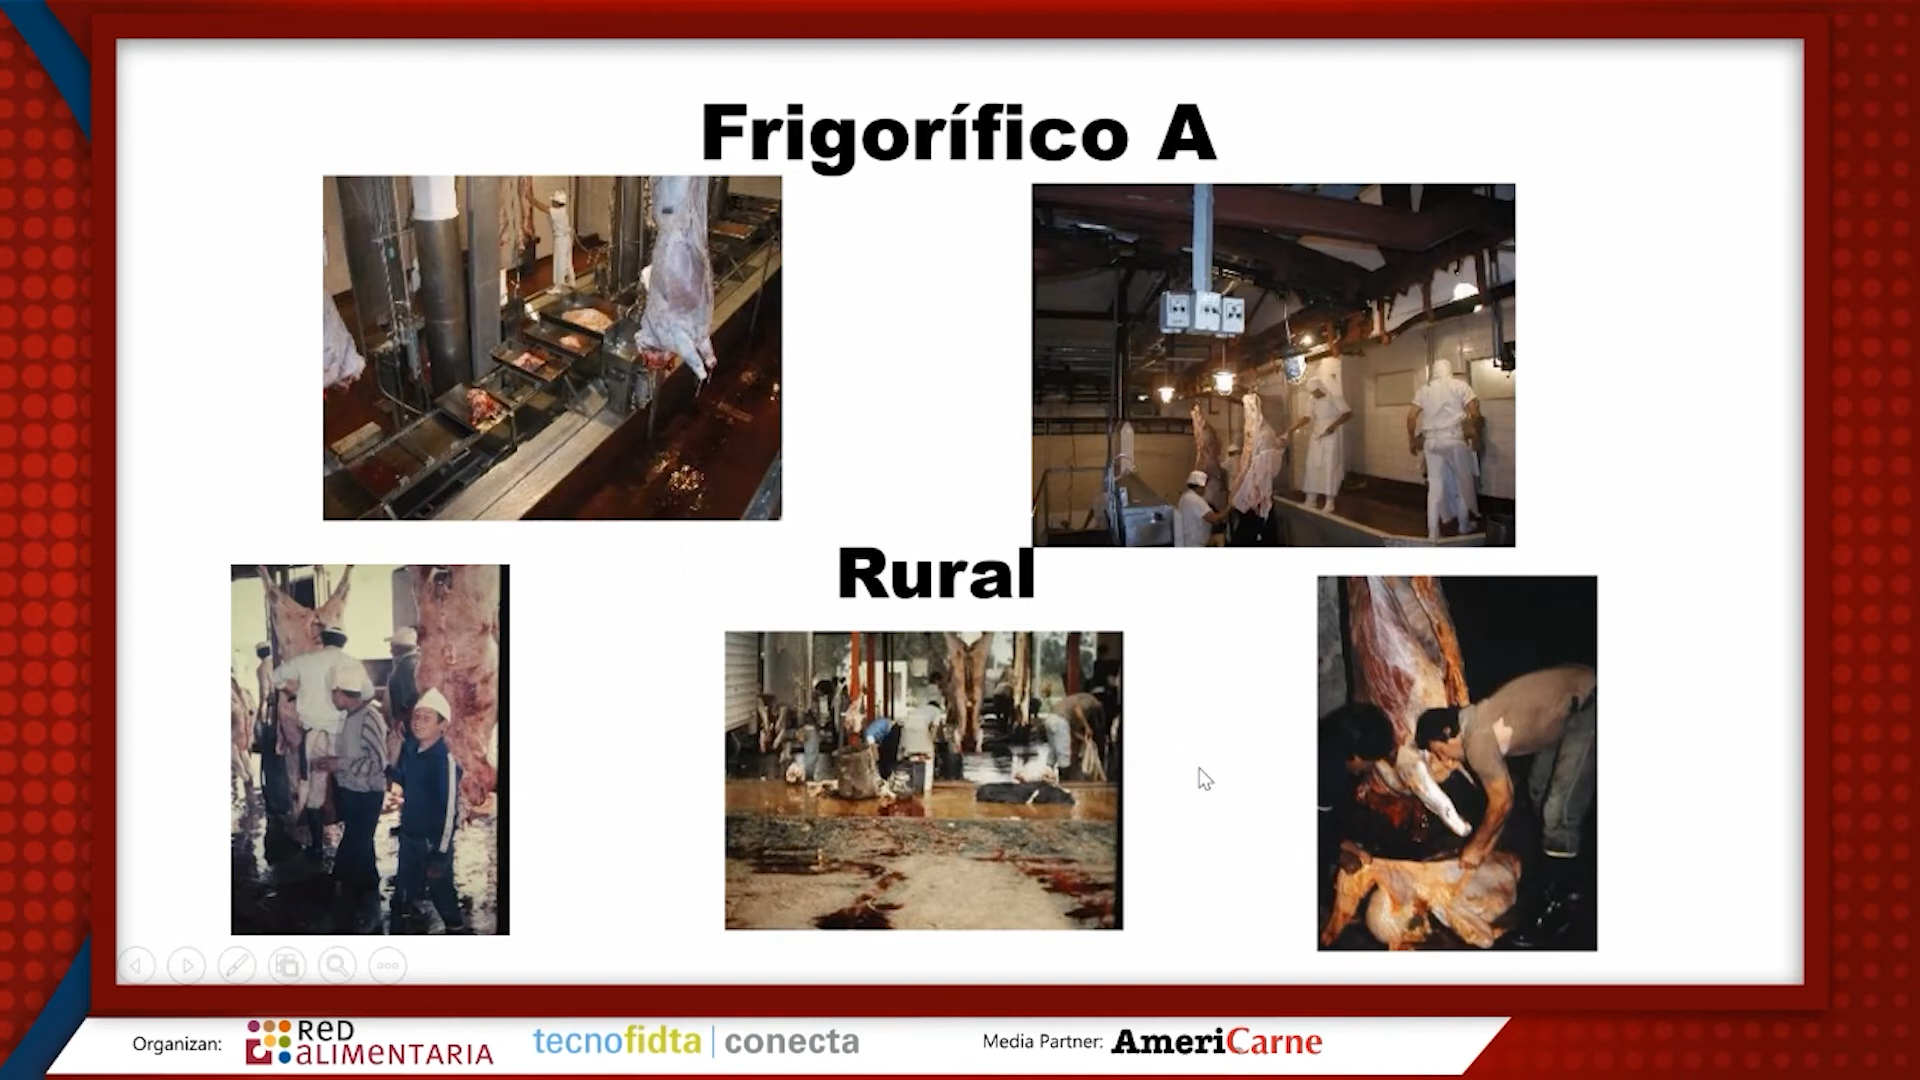 Frigorífico A
Rural
Organizan:
ReD
aLIMeNTARIA
tecnofidta | conecta
Media Partner: AmeriCarne